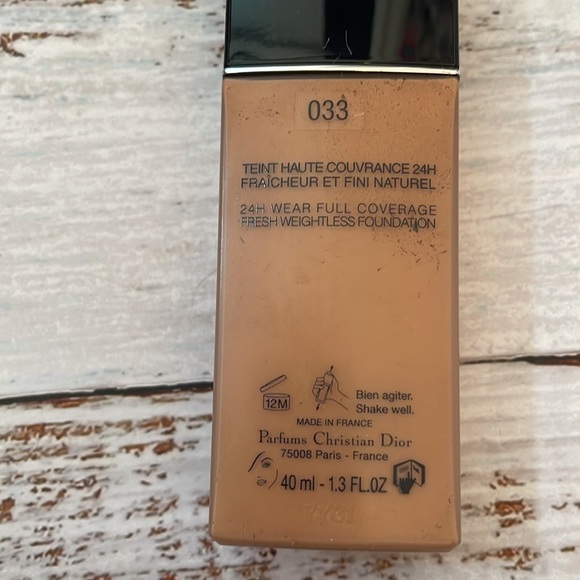 033
TEINT HAUTE COUVRANCE 24H
FRAÎCHEUR ET FINI NATUREL
24H WEAR FULL COVERAGE
FRESH WEIGHTLESS FOUNDATION
12M
Bien agiter.
Shake well.
MADE IN FRANCE
Parfums Christian Dior
75008 Paris - France
40 ml - 1.3 FL.OZ